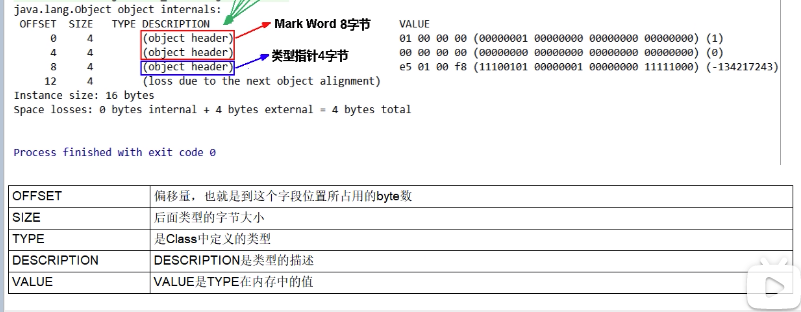 java.lang.Object object internals:
OFFSET SIZE TYPE DESCRIPTION VALUE
Mark Word 8字节
0 4 (object header) 01 00 00 00 (00000001 00000000 00000000 00000000) (1)
4 4 (object header) 00 00 00 00 (00000000 00000000 00000000 00000000) (0)
类型指针4字节
8 4 (object header) e5 01 00 f8 (11100101 00000001 00000000 11111000) (-134217243)
12 4 (loss due to the next object alignment)
Instance size: 16 bytes
Space losses: 0 bytes internal + 4 bytes external = 4 bytes total
Process finished with exit code 0
OFFSET 偏移量，也就是到这个字段位置所占用的byte数
SIZE 后面类型的字节大小
TYPE 是Class中定义的类型
DESCRIPTION DESCRIPTION是类型的描述
VALUE VALUE是TYPE在内存中的值